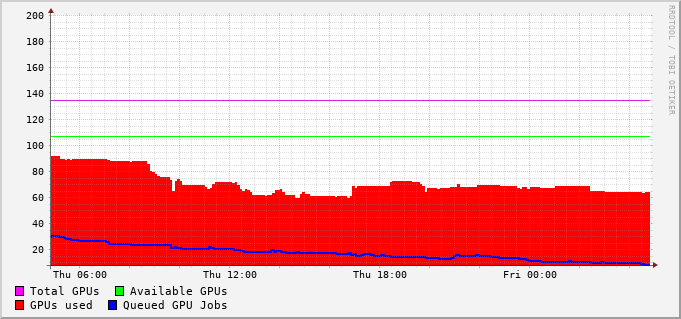 200
180
160
140
120
100
80
60
40
20
Thu 06:00 Thu 12:00 Thu 18:00 Fri 00:00
Total GPUs Available GPUs
GPUs used Queued GPU Jobs
RRDTOOL / TOBI OETIKER